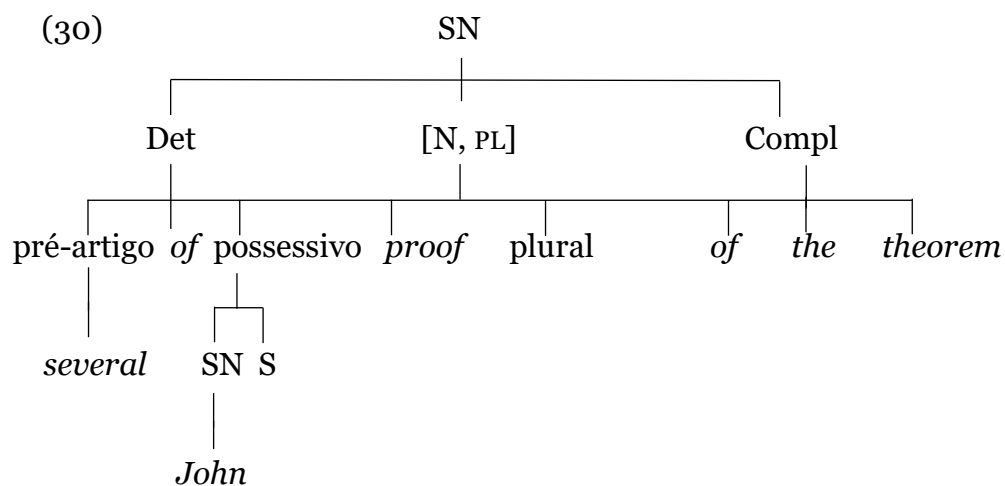 (30) SN
Det [N, PL] Compl
pré-artigo of possessivo proof plural of the theorem
several SN S
John